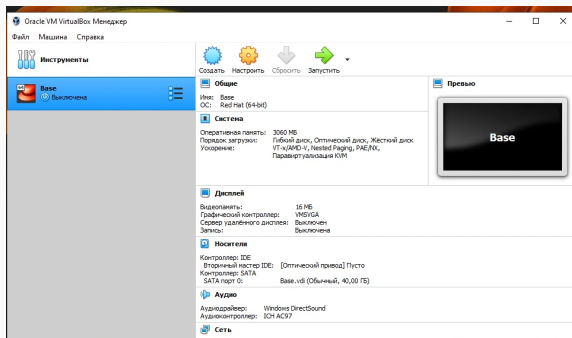 Oracle VM VirtualBox Менеджер
Файл Машина Справка
Инструменты
Создать Настроить Сбросить Запустить
64
Base
Выключена
Общие
Имя: Base
ОС: Red Hat (64-bit)
Система
Оперативная память: 3060 МБ
Порядок загрузки: Гибкий диск, Оптический диск, Жёсткий диск
Ускорение: VT-x/AMD-V, Nested Paging, PAE/NX,
Паравиртуализация KVM
Превью
Base
Дисплей
Видеопамять: 16 МБ
Графический контроллер: VMSVGA
Сервер удалённого дисплея: Выключен
Запись: Выключена
Носители
Контроллер: IDE
Вторичный мастер IDE: [Оптический привод] Пусто
Контроллер: SATA
SATA порт 0: Base.vdi (Обычный, 40,00 ГБ)
Аудио
Аудиодрайвер: Windows DirectSound
Аудиоконтроллер: ICH AC97
Сеть